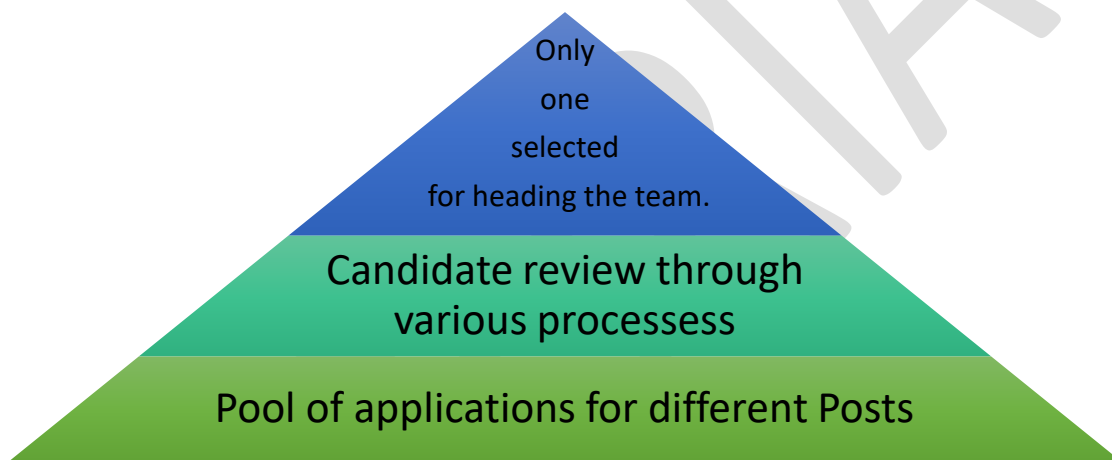 Only
one
selected
for heading the team.
Candidate review through
various processess
Pool of applications for different Posts